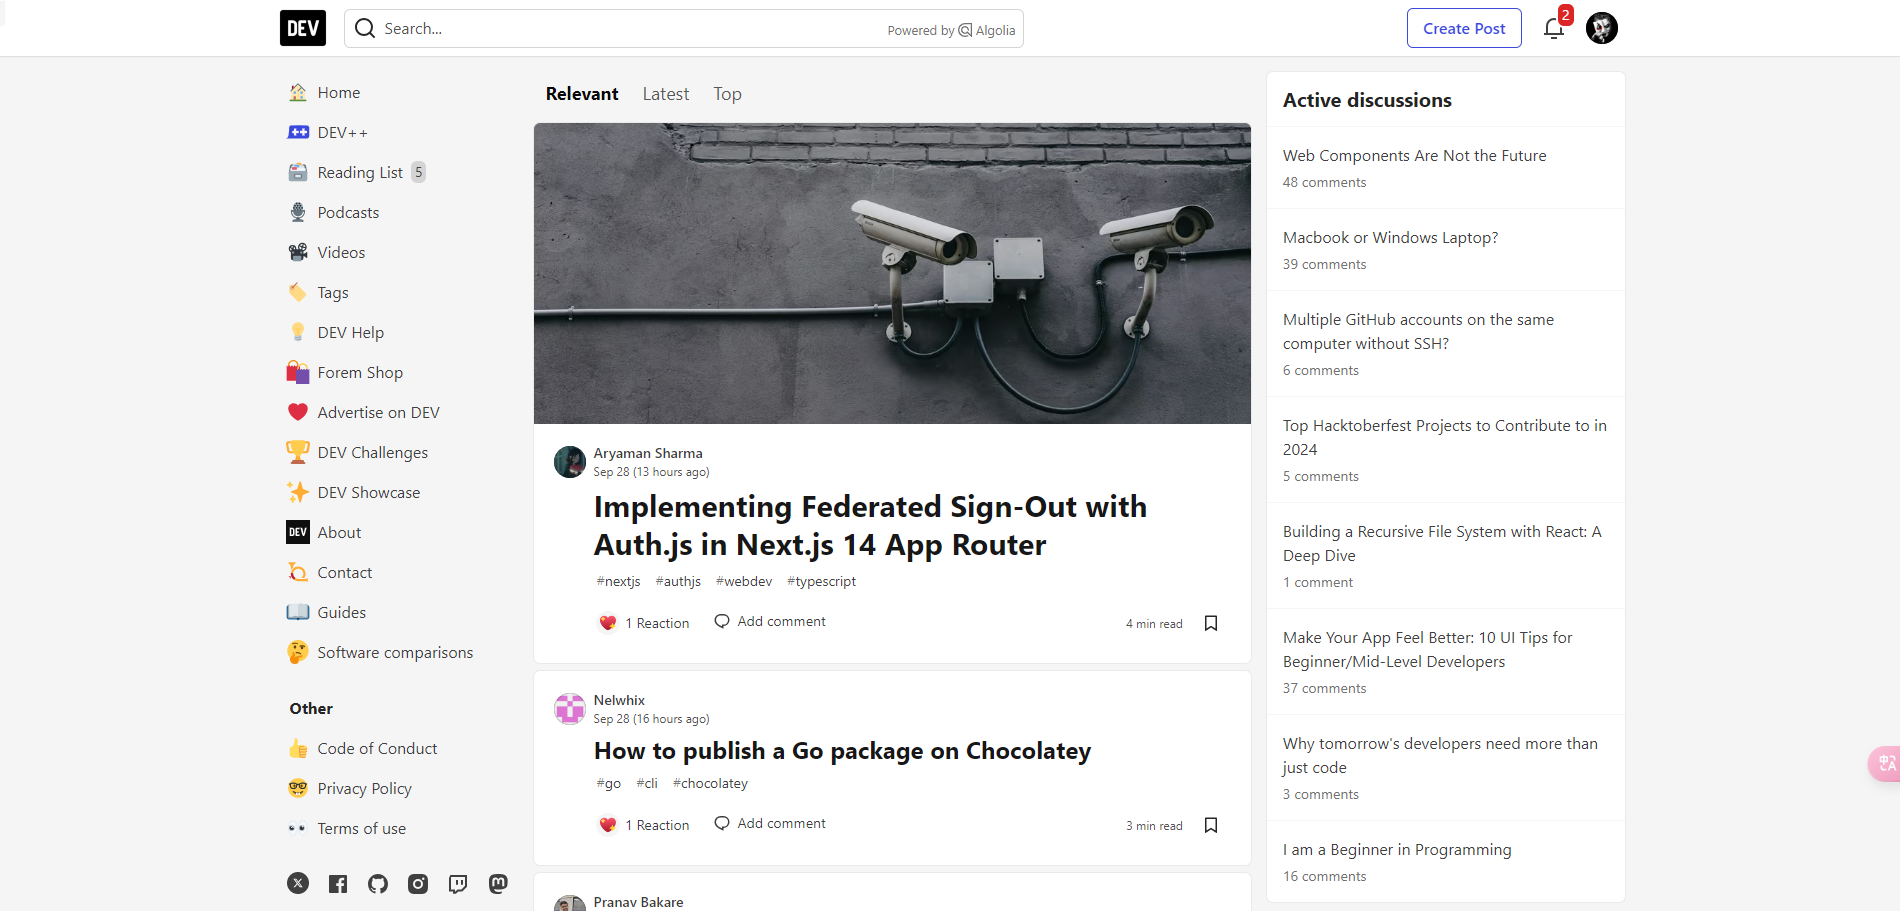 DEV
Search...
Powered by Algolia
Create Post
2
Home
DEV++
Reading List 5
Podcasts
Videos
Tags
DEV Help
Forem Shop
Advertise on DEV
DEV Challenges
DEV Showcase
DEV About
Contact
Guides
Software comparisons
Other
Code of Conduct
Privacy Policy
Terms of use
Relevant Latest Top
Aryaman Sharma
Sep 28 (13 hours ago)
Implementing Federated Sign-Out with
Auth.js in Next.js 14 App Router
#nextjs #authjs #webdev #typescript
1 Reaction Add comment 4 min read
Nelwhix
Sep 28 (16 hours ago)
How to publish a Go package on Chocolatey
#go #cli #chocolatey
1 Reaction Add comment 3 min read
Pranav Bakare
Active discussions
Web Components Are Not the Future
48 comments
Macbook or Windows Laptop?
39 comments
Multiple GitHub accounts on the same
computer without SSH?
6 comments
Top Hacktoberfest Projects to Contribute to in
2024
5 comments
Building a Recursive File System with React: A
Deep Dive
1 comment
Make Your App Feel Better: 10 UI Tips for
Beginner/Mid-Level Developers
37 comments
Why tomorrow's developers need more than
just code
3 comments
I am a Beginner in Programming
16 comments
中A